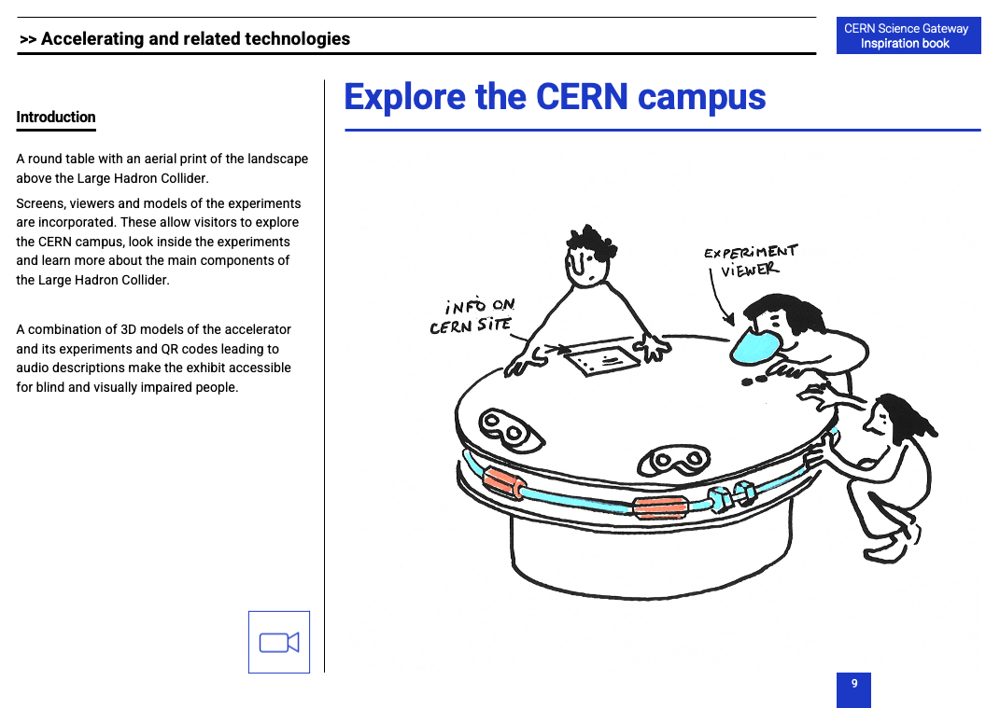 >> Accelerating and related technologies
CERN Science Gateway
Inspiration book
Explore the CERN campus
Introduction
A round table with an aerial print of the landscape
above the Large Hadron Collider.
Screens, viewers and models of the experiments
are incorporated. These allow visitors to explore
the CERN campus, look inside the experiments
and learn more about the main components of
the Large Hadron Collider.
A combination of 3D models of the accelerator
and its experiments and QR codes leading to
audio descriptions make the exhibit accessible
for blind and visually impaired people.
INFO ON
CERN SITE
EXPERIMENT
VIEWER
9